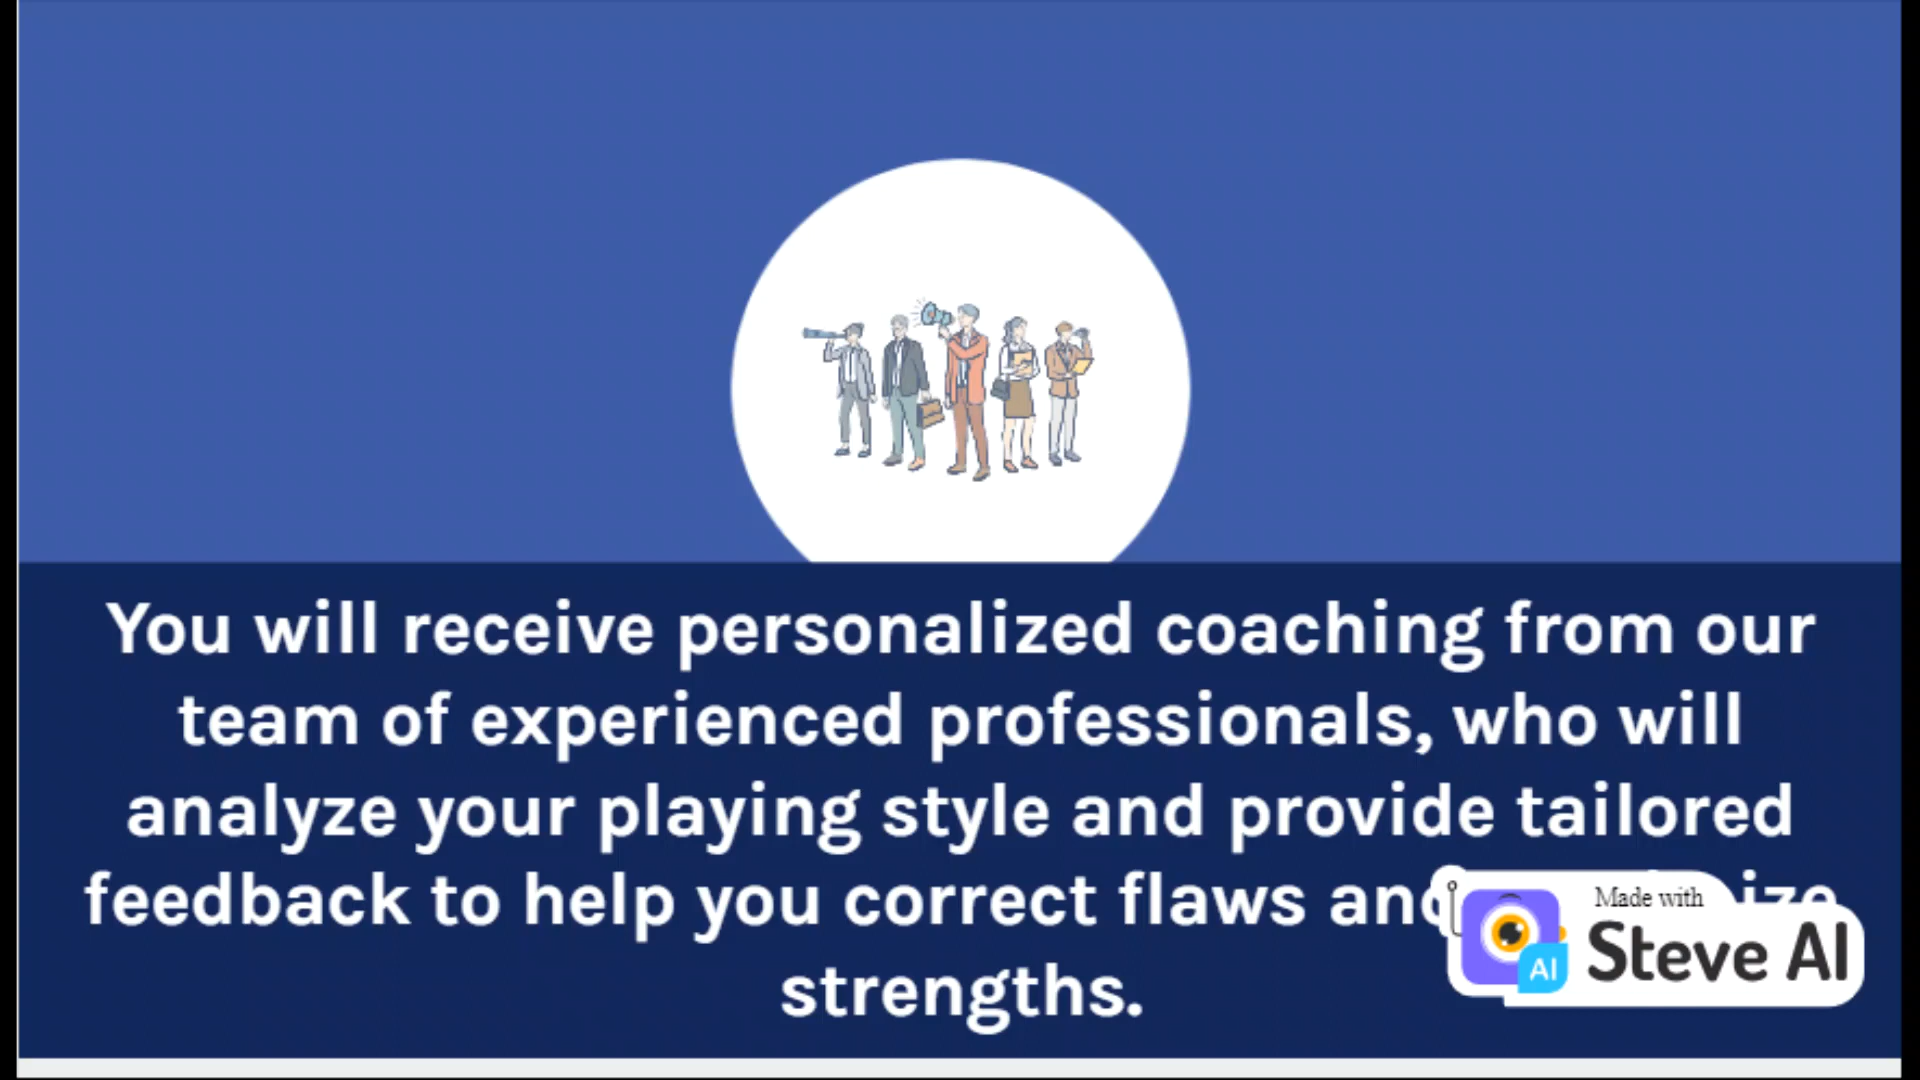 You will receive personalized coaching from our
team of experienced professionals, who will
analyze your playing style and provide tailored
feedback to help you correct flaws and
strengths.
Made with
Steve AI
AI